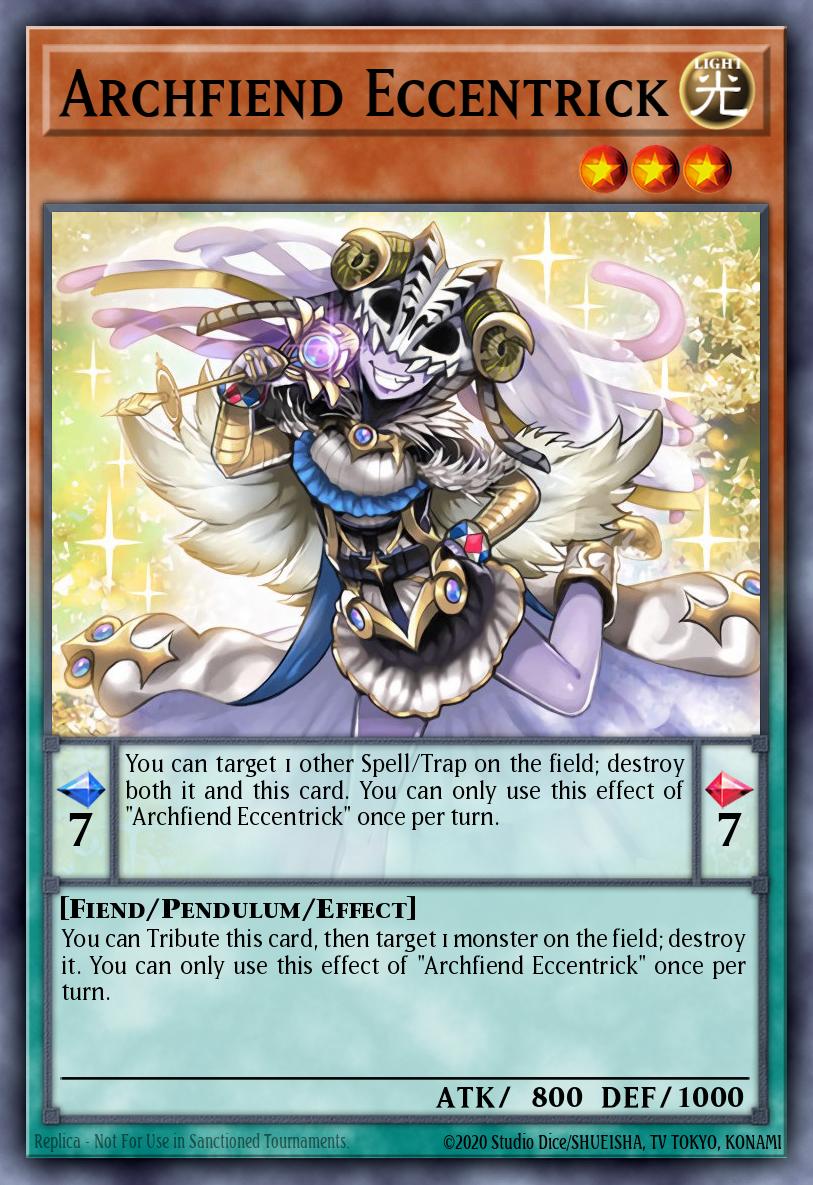 Archfiend Eccentrick
LIGHT
光
You can target 1 other Spell/Trap on the field; destroy
both it and this card. You can only use this effect of
"Archfiend Eccentrick" once per turn.
7
7
[Fiend/Pendulum/Effect]
You can Tribute this card, then target 1 monster on the field; destroy
it. You can only use this effect of "Archfiend Eccentrick" once per
turn.
ATK/ 800 DEF/1000
Replica - Not For Use in Sanctioned Tournaments.
©2020 Studio Dice/SHUEISHA, TV TOKYO, KONAMI